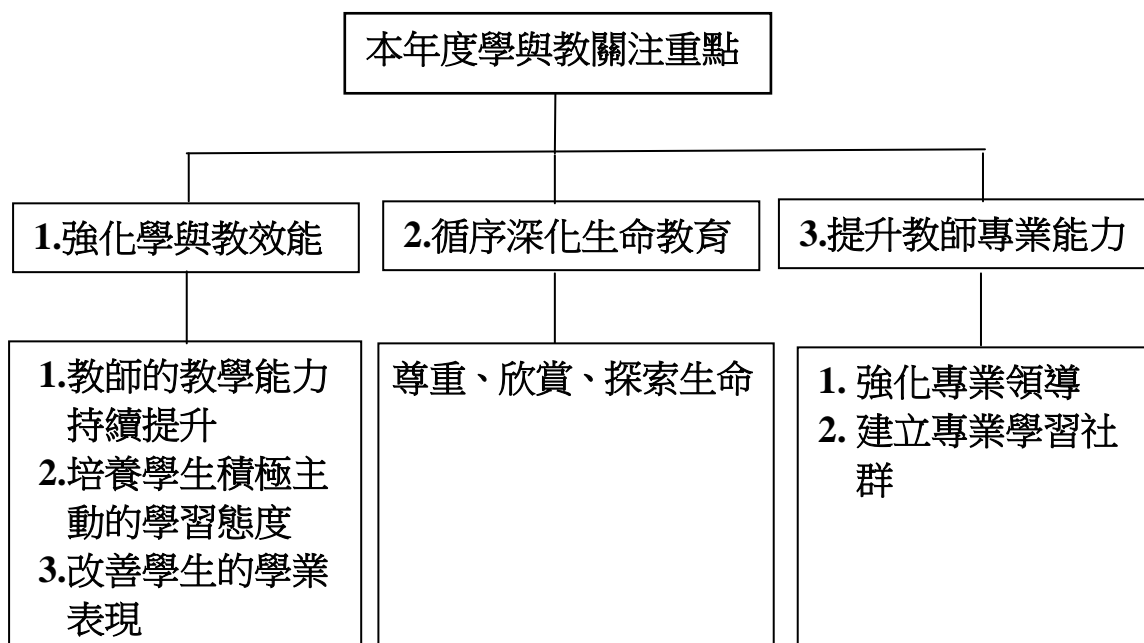 本年度學與教關注重點
1.強化學與教效能
2.循序深化生命教育
3.提升教師專業能力
1.教師的教學能力
持續提升
2.培養學生積極主
動的學習態度
3.改善學生的學業
表現
尊重、欣賞、探索生命
1. 強化專業領導
2. 建立專業學習社
群